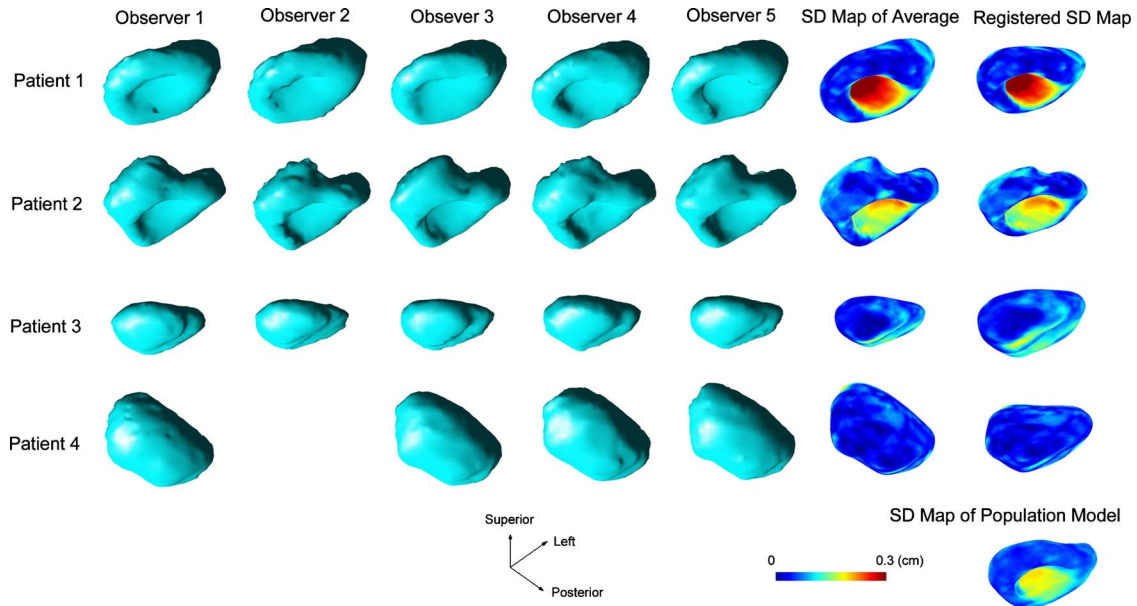 Observer 1 Observer 2 Obsever 3 Observer 4 Observer 5 SD Map of Average Registered SD Map
Patient 1
Patient 2
Patient 3
Patient 4
SD Map of Population Model
Superior
Left
Posterior
0 0.3 (cm)